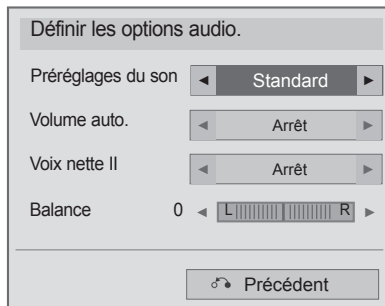 Définir les options audio.
Préréglages du son ◄ Standard ►
Volume auto. ◄ Arrêt ►
Voix nette II ◄ Arrêt ►
Balance 0 ◄ L R ►
Précédent